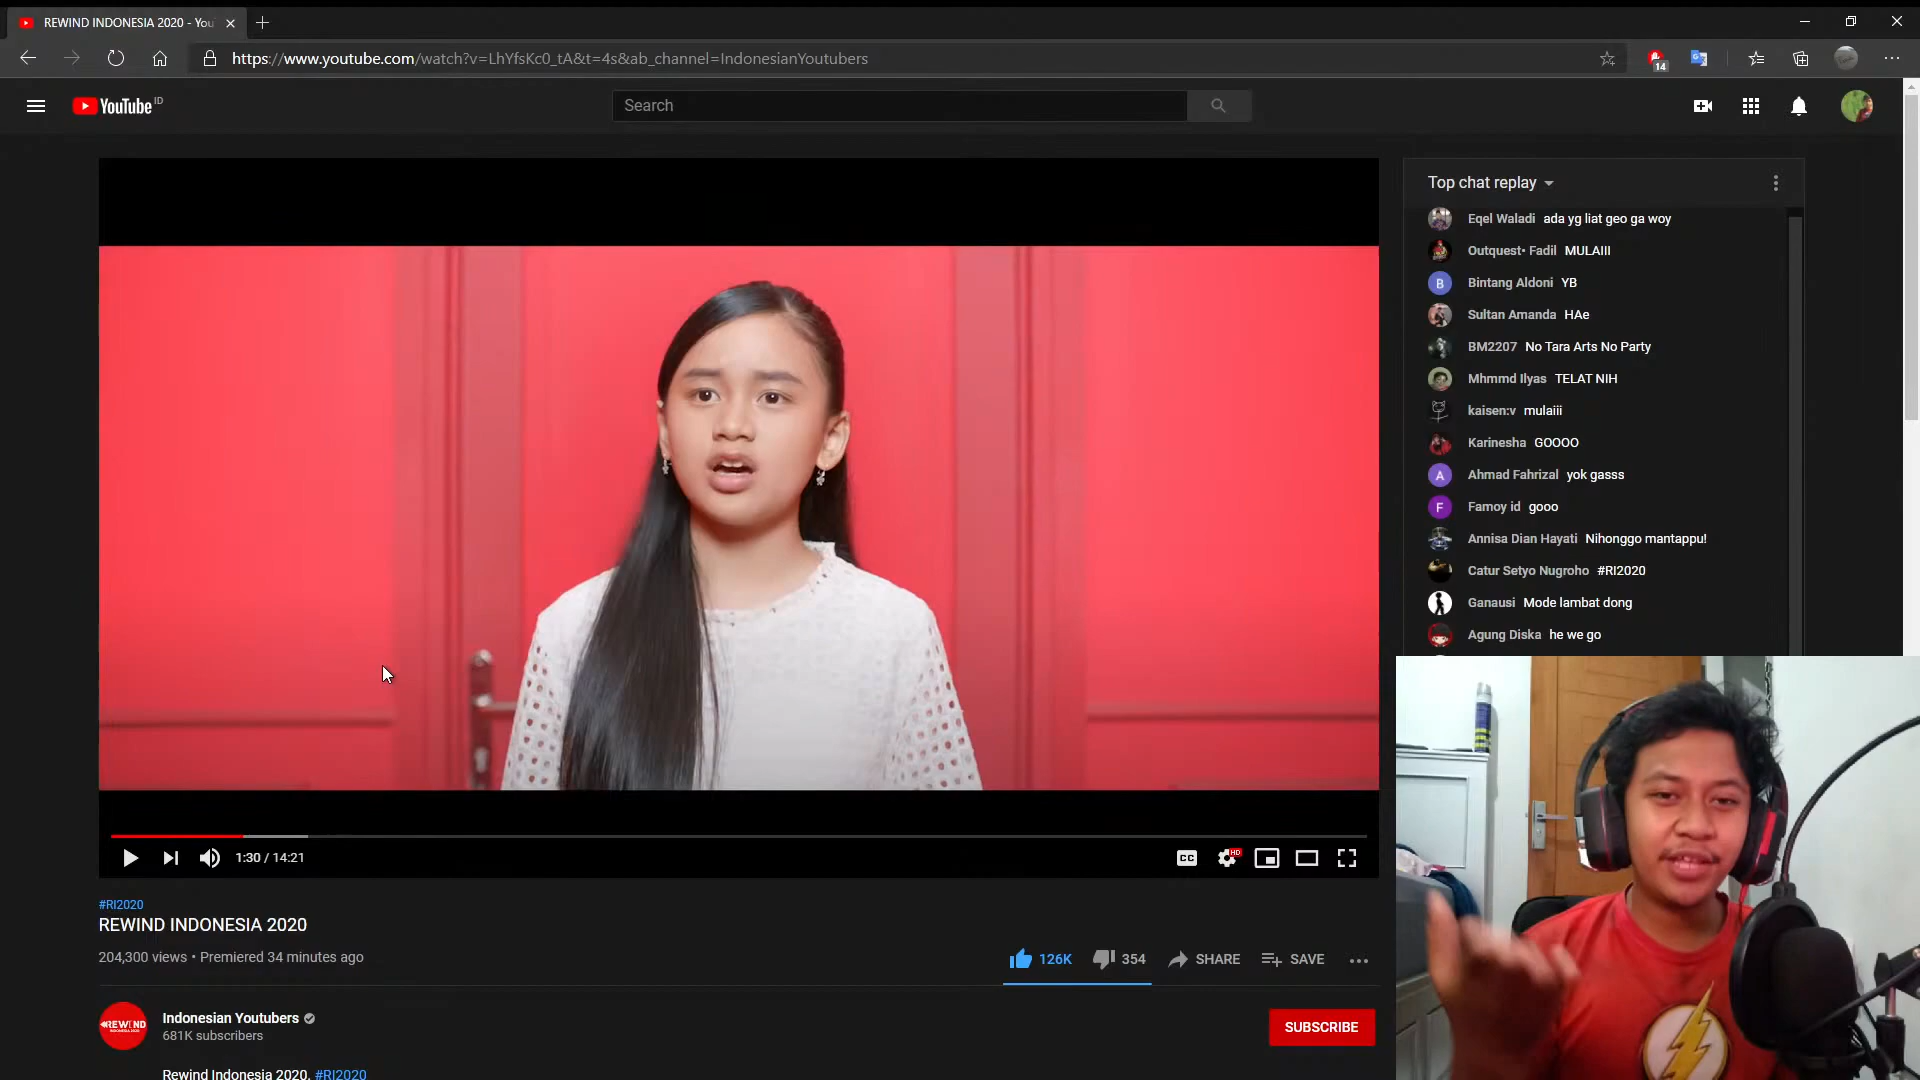 REWIND INDONESIA 2020 - You
https://www.youtube.com/watch?v=LhYfsKc0_tA&t=4s&ab_channel=IndonesianYoutubers
14
YouTube ID
Search
Top chat replay
Eqel Waladi ada yg liat geo ga woy
Outquest• Fadil MULAIII
B Bintang Aldoni YB
Sultan Amanda HAe
BM2207 No Tara Arts No Party
Mhmmd Ilyas TELAT NIH
kaisen:v mulaiii
Karinesha GOOOO
A Ahmad Fahrizal yok gasss
F Famoy id gooo
Annisa Dian Hayati Nihonggo mantappu!
Catur Setyo Nugroho #RI2020
Ganausi Mode lambat dong
Agung Diska he we go
1:30 / 14:21
CC HD
#RI2020
REWIND INDONESIA 2020
204,300 views • Premiered 34 minutes ago
126K 354 SHARE SAVE
REWIND
Indonesian Youtubers
681K subscribers
SUBSCRIBE
Rewind Indonesia 2020, #RI2020